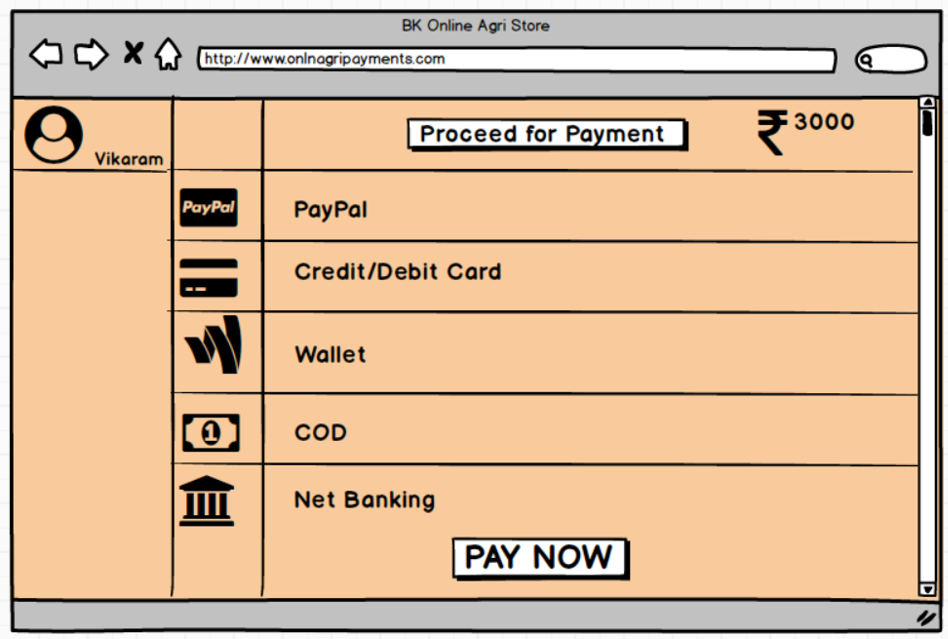 BK Online Agri Store
http://www.onlnagripayments.com
Vikaram
Proceed for Payment
₹ 3000
PayPal PayPal
Credit/Debit Card
Wallet
1 COD
Net Banking
PAY NOW